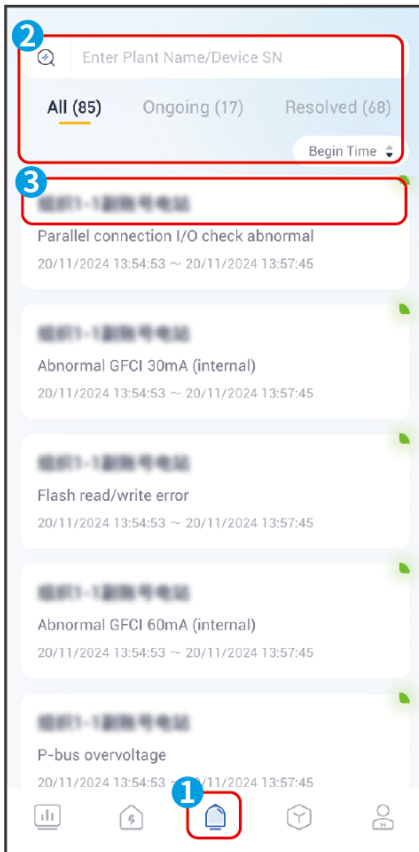 2
Enter Plant Name/Device SN
All (85) Ongoing (17) Resolved (68)
Begin Time
3
Parallel connection I/O check abnormal
20/11/2024 13:54:53 ~ 20/11/2024 13:57:45
Abnormal GFCI 30mA (internal)
20/11/2024 13:54:53 ~ 20/11/2024 13:57:45
Flash read/write error
20/11/2024 13:54:53 ~ 20/11/2024 13:57:45
Abnormal GFCI 60mA (internal)
20/11/2024 13:54:53 ~ 20/11/2024 13:57:45
P-bus overvoltage
20/11/2024 13:54:53 ~ /11/2024 13:57:45
1